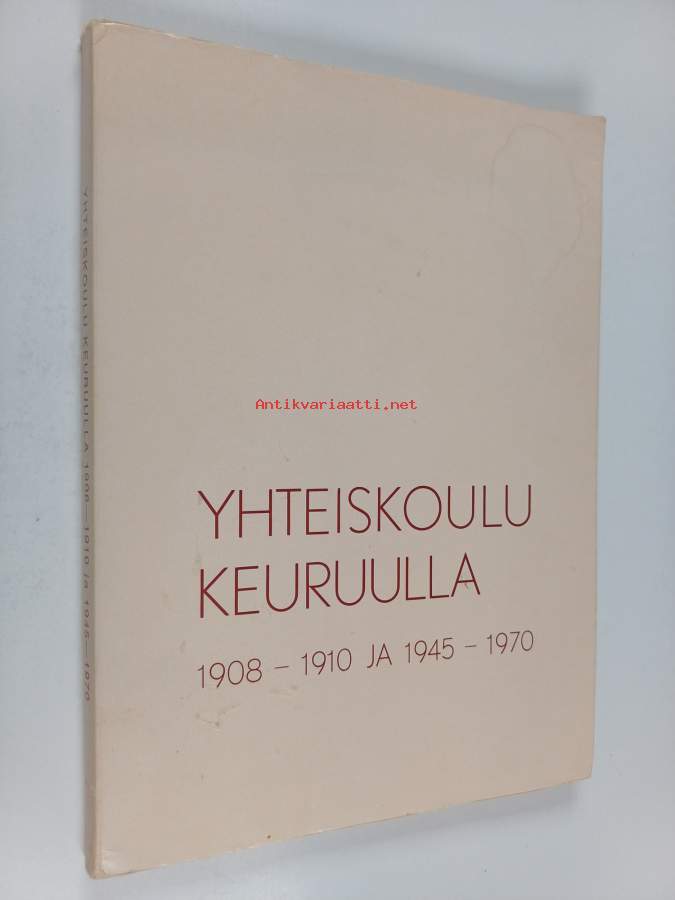 YHTEISKOULU KEURUULLA 1908 – 1910 ja 1945 – 1970
Antikvariaatti.net
YHTEISKOULU
KEURUULLA
1908 – 1910 JA 1945 – 1970